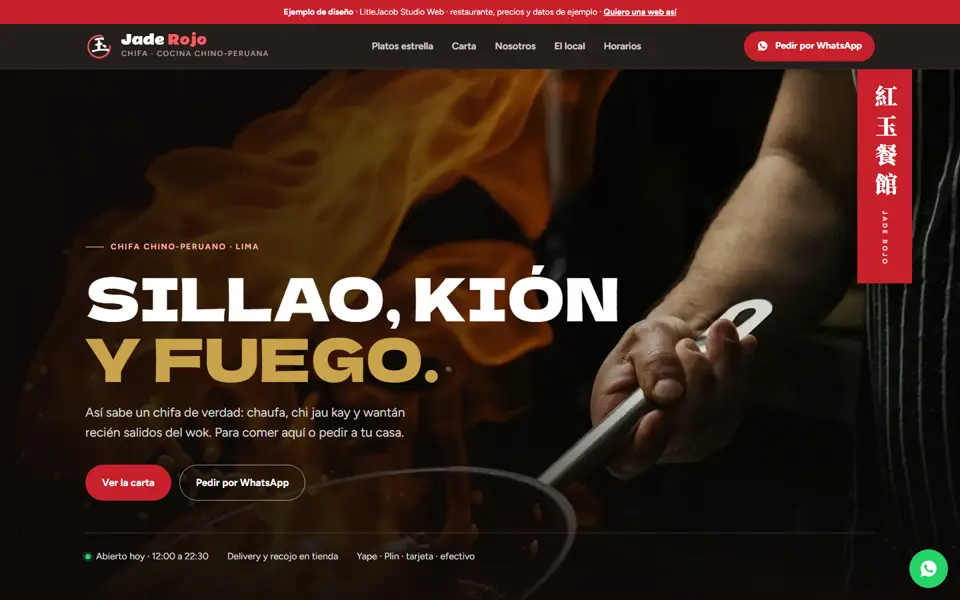 Ejemplo de diseño · LitleJacob Studio Web · restaurante, precios y datos de ejemplo · Quiero una web así
玉
Jade Rojo
CHIFA · COCINA CHINO-PERUANA
Platos estrella
Carta
Nosotros
El local
Horarios
Pedir por WhatsApp
紅玉餐館
JADE ROJO
CHIFA CHINO-PERUANO · LIMA
SILLAO, KIÓN
Y FUEGO.
Así sabe un chifa de verdad: chaufa, chi jau kay y wantán
recién salidos del wok. Para comer aquí o pedir a tu casa.
Ver la carta
Pedir por WhatsApp
Abierto hoy · 12:00 a 22:30
Delivery y recojo en tienda
Yape · Plin · tarjeta · efectivo